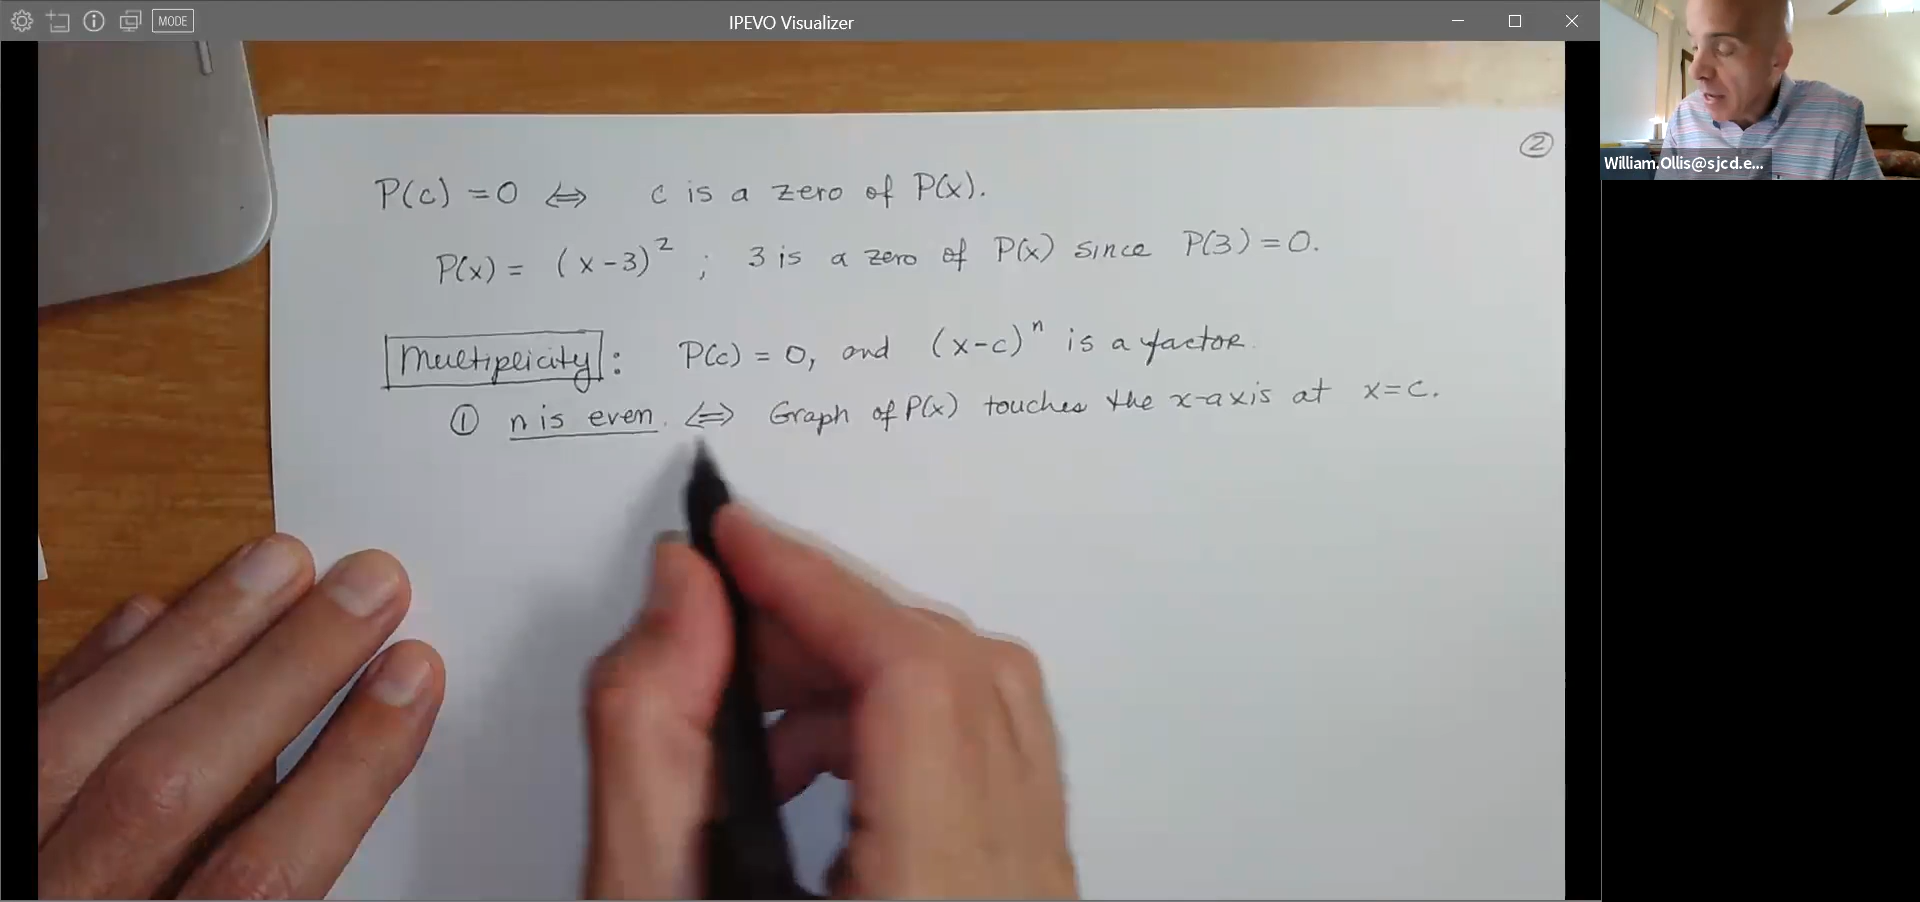 MODE
IPEVO Visualizer
William.Ollis@sjcd.e...
2
P(c) = 0 ⇔ c is a zero of P(x).
P(x) = (x-3)² ; 3 is a zero of P(x) since P(3) = 0.
Multiplicity : P(c) = 0, and (x-c)ⁿ is a factor.
① n is even. ⇔ Graph of P(x) touches the x-axis at x=c.